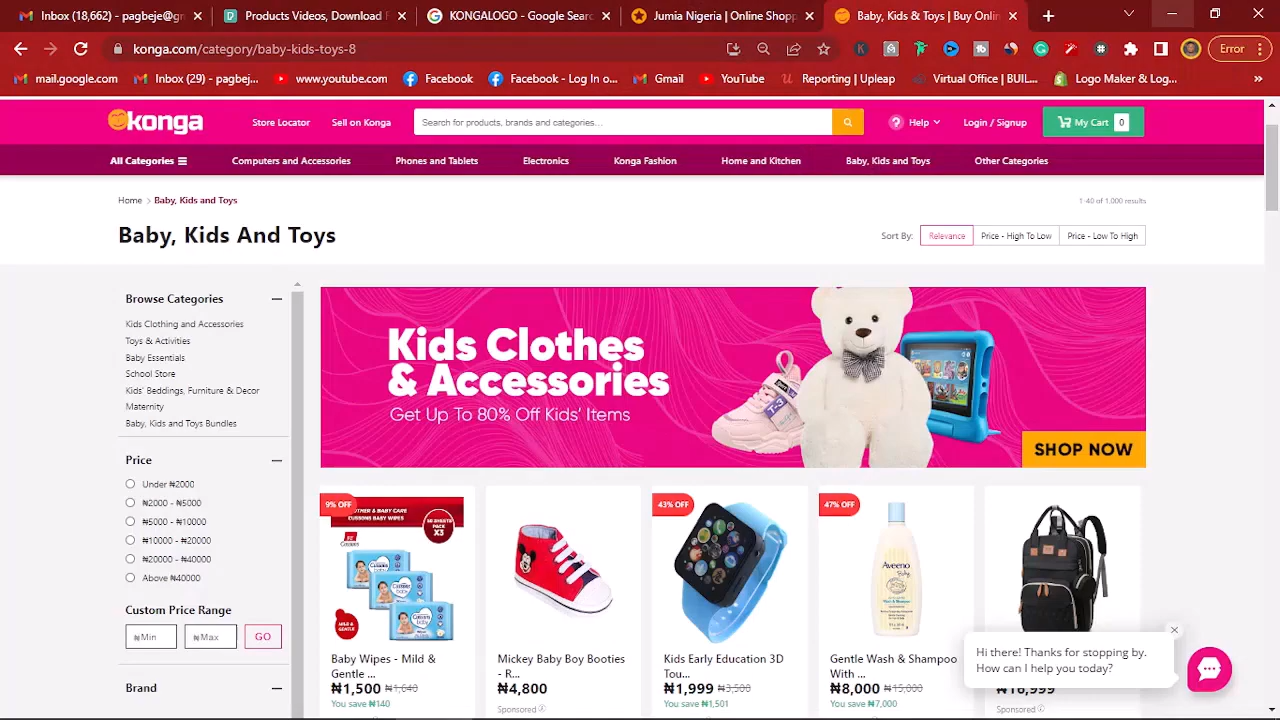 Inbox (18,662) - pagbeje@gn
Products Videos, Download F
KONGALOGO - Google Searc
Jumia Nigeria | Online Shopp
Baby, Kids & Toys | Buy Onlin
konga.com/category/baby-kids-toys-8
Error
mail.google.com
Inbox (29) - pagbej...
www.youtube.com
Facebook
Facebook - Log In o...
Gmail
YouTube
Reporting | Upleap
Virtual Office | BUIL...
Logo Maker & Log...
konga
Store Locator
Sell on Konga
Search for products, brands and categories...
Help
Login / Signup
My Cart 0
All Categories
Computers and Accessories
Phones and Tablets
Electronics
Konga Fashion
Home and Kitchen
Baby, Kids and Toys
Other Categories
Home > Baby, Kids and Toys
1-40 of 1,000 results
Baby, Kids And Toys
Sort By: Relevance Price - High To Low Price - Low To High
Browse Categories
Kids Clothing and Accessories
Toys & Activities
Baby Essentials
School Store
Kids' Beddings, Furniture & Decor
Maternity
Baby, Kids and Toys Bundles
Price
Under ₦2000
₦2000 - ₦5000
₦5000 - ₦10000
₦10000 - ₦20000
₦20000 - ₦40000
Above ₦40000
Custom Price Range
₦Min ₦Max GO
Brand
Kids Clothes
& Accessories
Get Up To 80% Off Kids' Items
SHOP NOW
9% OFF
MOTHER & BABY CARE
CUSSONS BABY WIPES
Baby Wipes - Mild &
Gentle ...
₦1,500 ₦1,640
You save ₦140
Mickey Baby Boy Booties
- R...
₦4,800
Sponsored
43% OFF
Kids Early Education 3D
Tou...
₦1,999 ₦3,500
You save ₦1,501
47% OFF
Aveeno
Baby
Gentle Wash & Shampoo
With ...
₦8,000 ₦15,000
You save ₦7,000
₦16,999
Sponsored
Hi there! Thanks for stopping by.
How can I help you today?